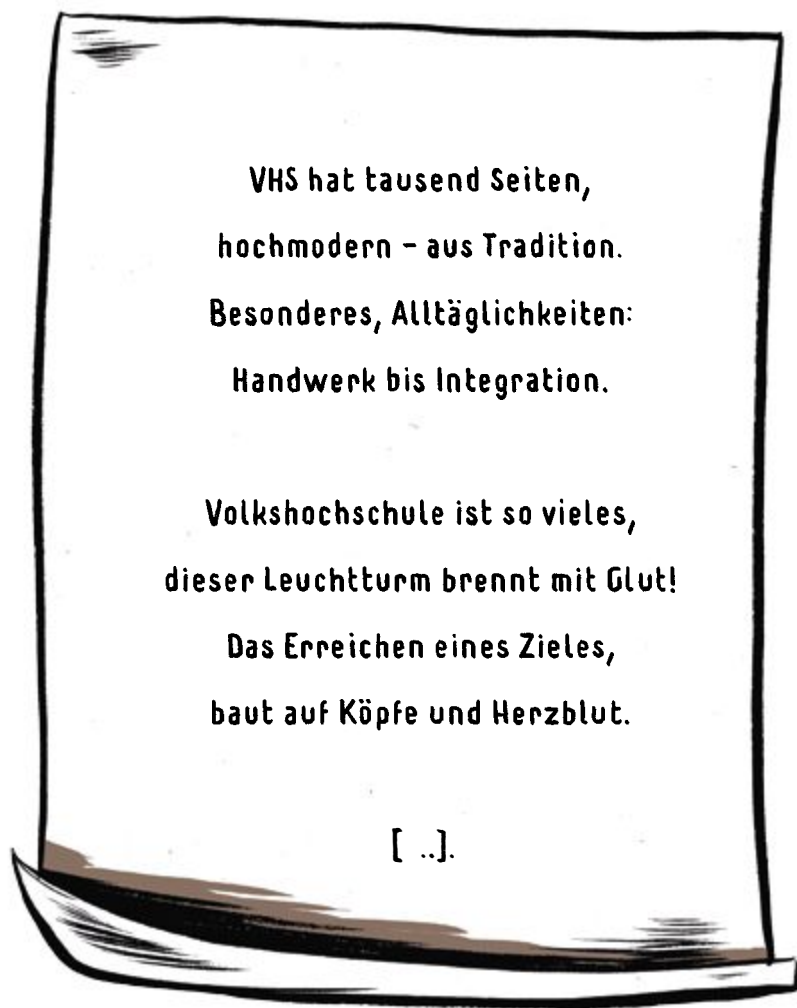 VHS hat tausend Seiten,
hochmodern – aus Tradition.
Besonderes, Alltäglichkeiten:
Handwerk bis Integration.
Volkshochschule ist so vieles,
dieser Leuchtturm brennt mit Glut!
Das Erreichen eines Zieles,
baut auf Köpfe und Herzblut.
[ ..].